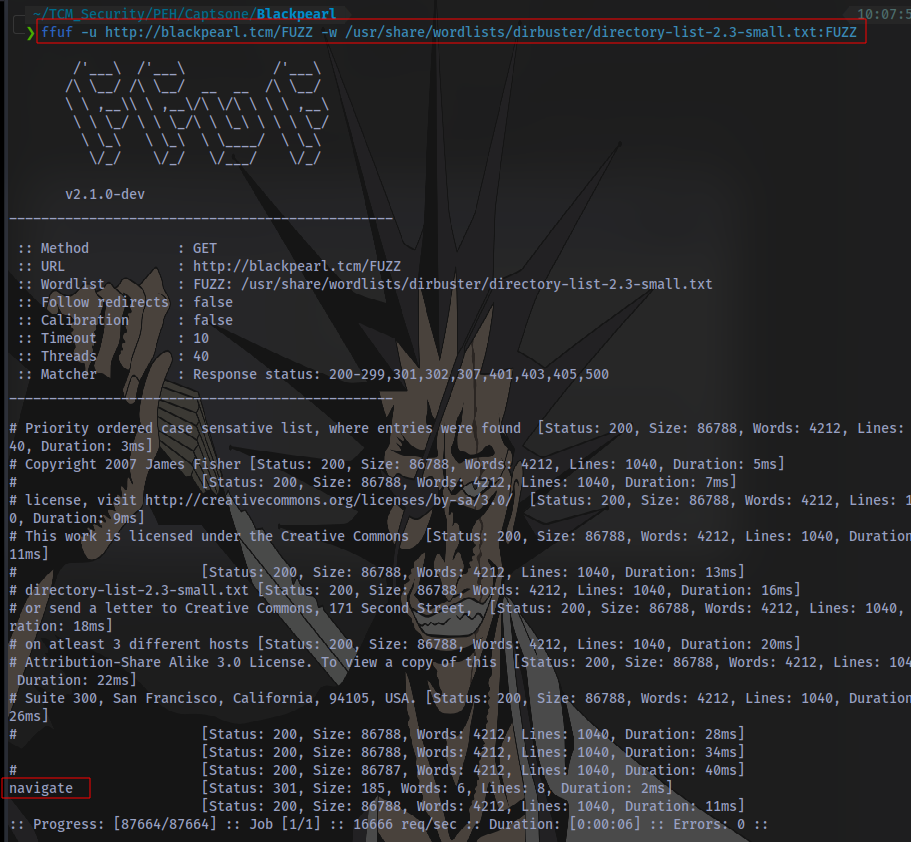 ~/TCM_Security/PEH/Captsone/Blackpearl 10:07:5
❯ ffuf -u http://blackpearl.tcm/FUZZ -w /usr/share/wordlists/dirbuster/directory-list-2.3-small.txt:FUZZ
/'___\ /'___\ /'___\
/\ \__/ /\ \__/ __ __ /\ \__/
\ \ ,__\\ \ ,__\/\ \/\ \ \ \ ,__\
\ \ \_/ \ \ \_/\ \ \_\ \ \ \ \_/
\ \_\ \ \_\ \ \____/ \ \_\
\/_/ \/_/ \/___/ \/_/
v2.1.0-dev
________________________________________________
:: Method : GET
:: URL : http://blackpearl.tcm/FUZZ
:: Wordlist : FUZZ: /usr/share/wordlists/dirbuster/directory-list-2.3-small.txt
:: Follow redirects : false
:: Calibration : false
:: Timeout : 10
:: Threads : 40
:: Matcher : Response status: 200-299,301,302,307,401,403,405,500
________________________________________________
# Priority ordered case sensative list, where entries were found [Status: 200, Size: 86788, Words: 4212, Lines:
40, Duration: 3ms]
# Copyright 2007 James Fisher [Status: 200, Size: 86788, Words: 4212, Lines: 1040, Duration: 5ms]
# [Status: 200, Size: 86788, Words: 4212, Lines: 1040, Duration: 7ms]
# license, visit http://creativecommons.org/licenses/by-sa/3.0/ [Status: 200, Size: 86788, Words: 4212, Lines: 1
0, Duration: 9ms]
# This work is licensed under the Creative Commons [Status: 200, Size: 86788, Words: 4212, Lines: 1040, Duration
11ms]
# [Status: 200, Size: 86788, Words: 4212, Lines: 1040, Duration: 13ms]
# directory-list-2.3-small.txt [Status: 200, Size: 86788, Words: 4212, Lines: 1040, Duration: 16ms]
# or send a letter to Creative Commons, 171 Second Street, [Status: 200, Size: 86788, Words: 4212, Lines: 1040,
ration: 18ms]
# on atleast 3 different hosts [Status: 200, Size: 86788, Words: 4212, Lines: 1040, Duration: 20ms]
# Attribution-Share Alike 3.0 License. To view a copy of this [Status: 200, Size: 86788, Words: 4212, Lines: 104
Duration: 22ms]
# Suite 300, San Francisco, California, 94105, USA. [Status: 200, Size: 86788, Words: 4212, Lines: 1040, Duration
26ms]
# [Status: 200, Size: 86788, Words: 4212, Lines: 1040, Duration: 28ms]
[Status: 200, Size: 86788, Words: 4212, Lines: 1040, Duration: 34ms]
# [Status: 200, Size: 86787, Words: 4212, Lines: 1040, Duration: 40ms]
navigate [Status: 301, Size: 185, Words: 6, Lines: 8, Duration: 2ms]
[Status: 200, Size: 86788, Words: 4212, Lines: 1040, Duration: 11ms]
:: Progress: [87664/87664] :: Job [1/1] :: 16666 req/sec :: Duration: [0:00:06] :: Errors: 0 ::